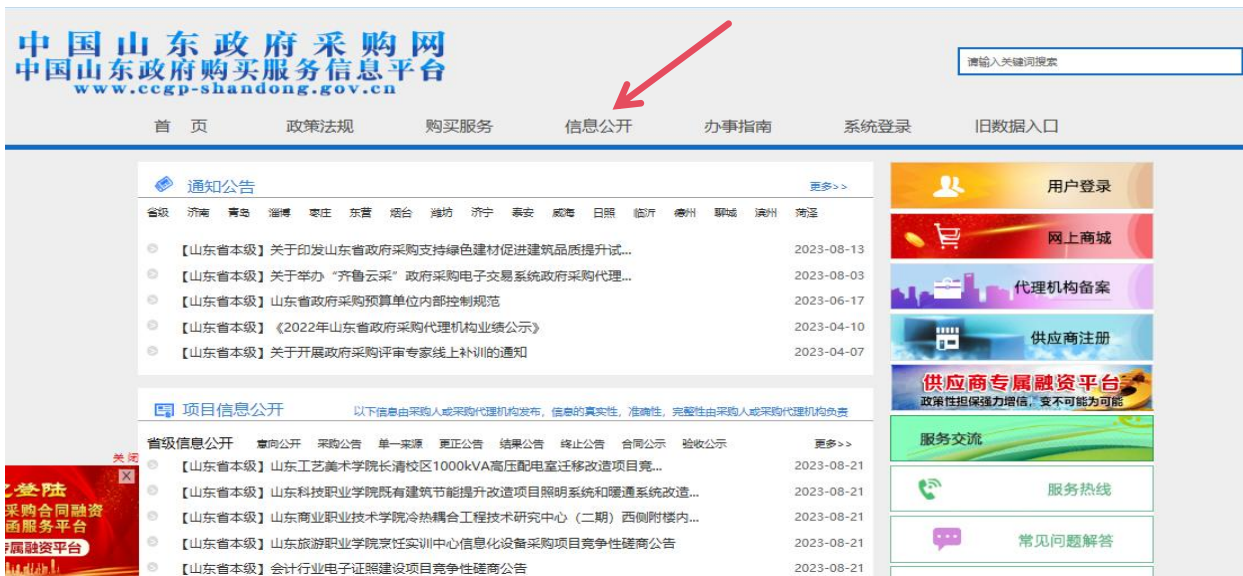 中国山东政府采购网
中国山东政府购买服务信息平台
www.ccgp-shandong.gov.cn
请输入关键词搜索
首 页 政策法规 购买服务 信息公开 办事指南 系统登录 旧数据入口
通知公告 更多>>
省级 济南 青岛 淄博 枣庄 东营 烟台 潍坊 济宁 泰安 威海 日照 临沂 德州 聊城 滨州 菏泽
【山东省本级】关于印发山东省政府采购支持绿色建材促进建筑品质提升试... 2023-08-13
【山东省本级】关于举办“齐鲁云采”政府采购电子交易系统政府采购代理... 2023-08-03
【山东省本级】山东省政府采购预算单位内部控制规范 2023-06-17
【山东省本级】《2022年山东省政府采购代理机构业绩公示》 2023-04-10
【山东省本级】关于开展政府采购评审专家线上补训的通知 2023-04-07
项目信息公开 以下信息由采购人或采购代理机构发布，信息的真实性，准确性，完整性由采购人或采购代理机构负责
省级信息公开 意向公开 采购公告 单一来源 更正公告 结果公告 终止公告 合同公示 验收公示 更多>>
【山东省本级】山东工艺美术学院长清校区1000kVA高压配电室迁移改造项目竞... 2023-08-21
【山东省本级】山东科技职业学院既有建筑节能提升改造项目照明系统和暖通系统改造... 2023-08-21
【山东省本级】山东商业职业技术学院冷热耦合工程技术研究中心（二期）西侧附楼内... 2023-08-21
【山东省本级】山东旅游职业学院烹饪实训中心信息化设备采购项目竞争性磋商公告 2023-08-21
【山东省本级】会计行业电子证照建设项目竞争性磋商公告 2023-08-21
用户登录
网上商城
代理机构备案
供应商注册
供应商专属融资平台
政策性担保强力增信，变不可能为可能
服务交流
服务热线
常见问题解答
关闭
登陆
采购合同融资
函服务平台
属融资平台